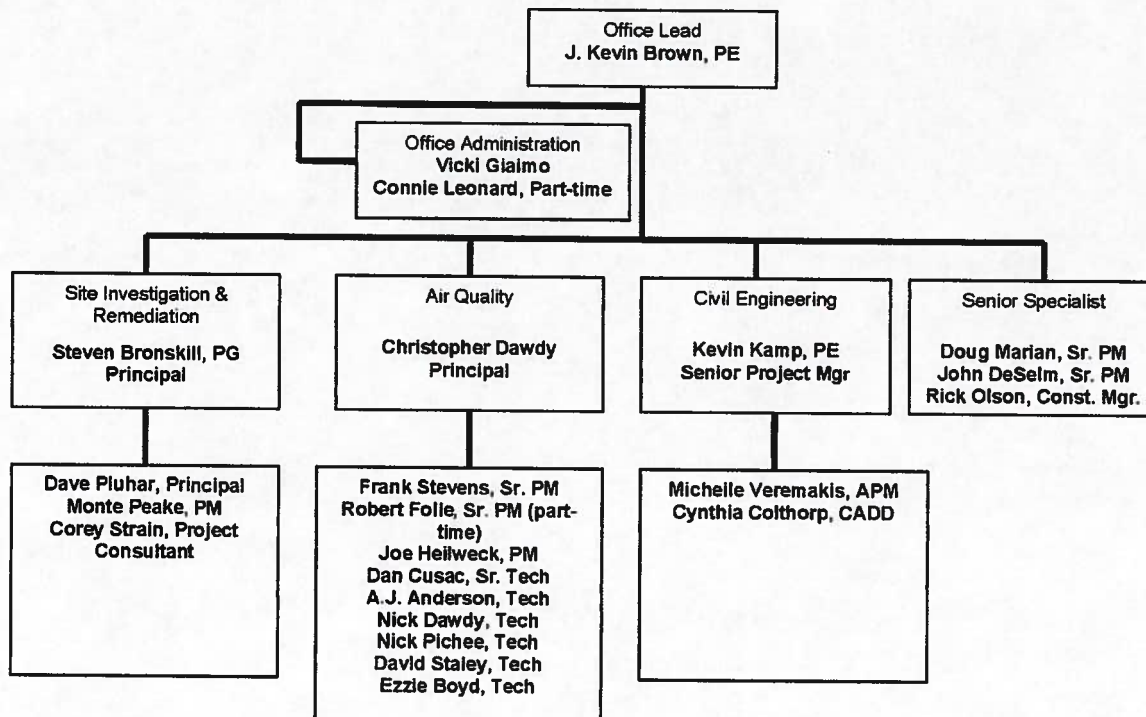 Office Lead
J. Kevin Brown, PE
Office Administration
Vicki Giaimo
Connie Leonard, Part-time
Site Investigation &
Remediation
Steven Bronskill, PG
Principal
Air Quality
Christopher Dawdy
Principal
Civil Engineering
Kevin Kamp, PE
Senior Project Mgr
Senior Specialist
Doug Marian, Sr. PM
John DeSelm, Sr. PM
Rick Olson, Const. Mgr.
Dave Pluhar, Principal
Monte Peake, PM
Corey Strain, Project
Consultant
Frank Stevens, Sr. PM
Robert Folle, Sr. PM (part-
time)
Joe Heilweck, PM
Dan Cusac, Sr. Tech
A.J. Anderson, Tech
Nick Dawdy, Tech
Nick Pichee, Tech
David Staley, Tech
Ezzie Boyd, Tech
Michelle Veremakis, APM
Cynthia Colthorp, CADD